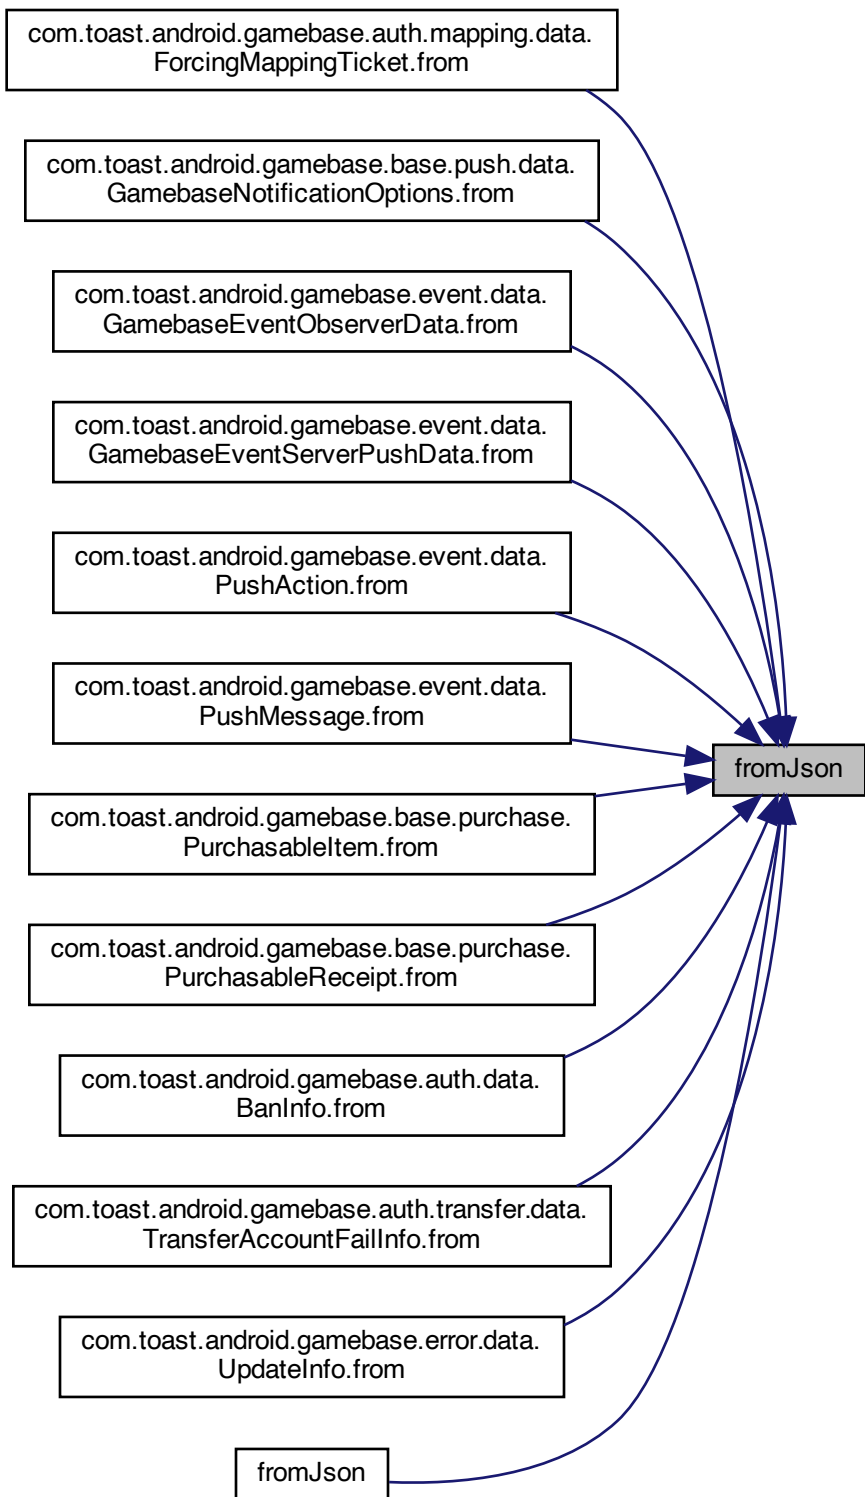 com.toast.android.gamebase.auth.mapping.data.
ForcingMappingTicket.from
com.toast.android.gamebase.base.push.data.
GamebaseNotificationOptions.from
com.toast.android.gamebase.event.data.
GamebaseEventObserverData.from
com.toast.android.gamebase.event.data.
GamebaseEventServerPushData.from
com.toast.android.gamebase.event.data.
PushAction.from
com.toast.android.gamebase.event.data.
PushMessage.from
fromJson
com.toast.android.gamebase.base.purchase.
PurchasableItem.from
com.toast.android.gamebase.base.purchase.
PurchasableReceipt.from
com.toast.android.gamebase.auth.data.
BanInfo.from
com.toast.android.gamebase.auth.transfer.data.
TransferAccountFailInfo.from
com.toast.android.gamebase.error.data.
UpdateInfo.from
fromJson